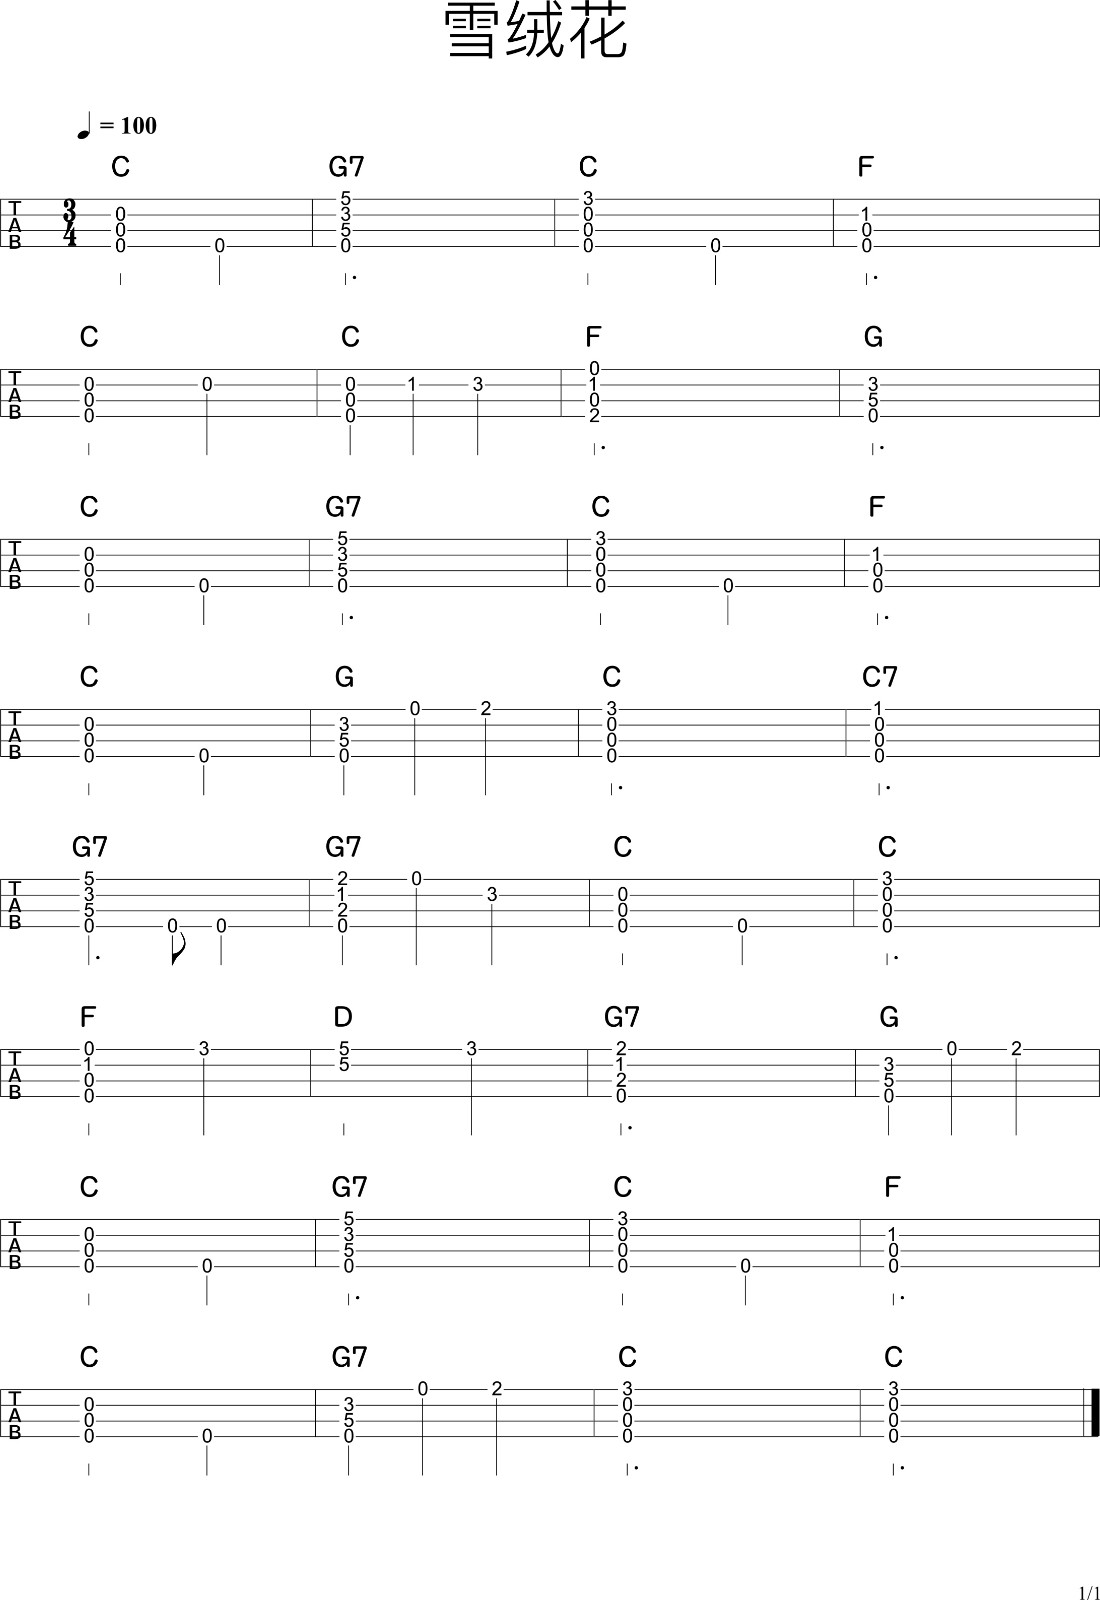 雪绒花
♩ = 100
C G7 C F
T 3 5 3
0 3 0 1
A 0 5 0 0
B 4 0 0 0 0 0 0
C C F G
T 0
0 0 0 1 3 1 3
A 0 0 0 5
B 0 0 2 0
C G7 C F
T 5 3
0 3 0 1
A 0 5 0 0
B 0 0 0 0 0 0
C G C C7
T 0 2 3 1
0 3 0 0
A 0 5 0 0
B 0 0 0 0 0
G7 G7 C C
T 5 2 0 3
3 1 3 0 0
A 5 2 0 0
B 0 0 0 0 0 0 0
F D G7 G
T 0 3 5 3 2 0 2
1 5 1 3
A 0 2 5
B 0 0 0
C G7 C F
T 5 3
0 3 0 1
A 0 5 0 0
B 0 0 0 0 0 0
C G7 C C
T 0 2 3 3
0 3 0 0
A 0 5 0 0
B 0 0 0 0 0
1/1